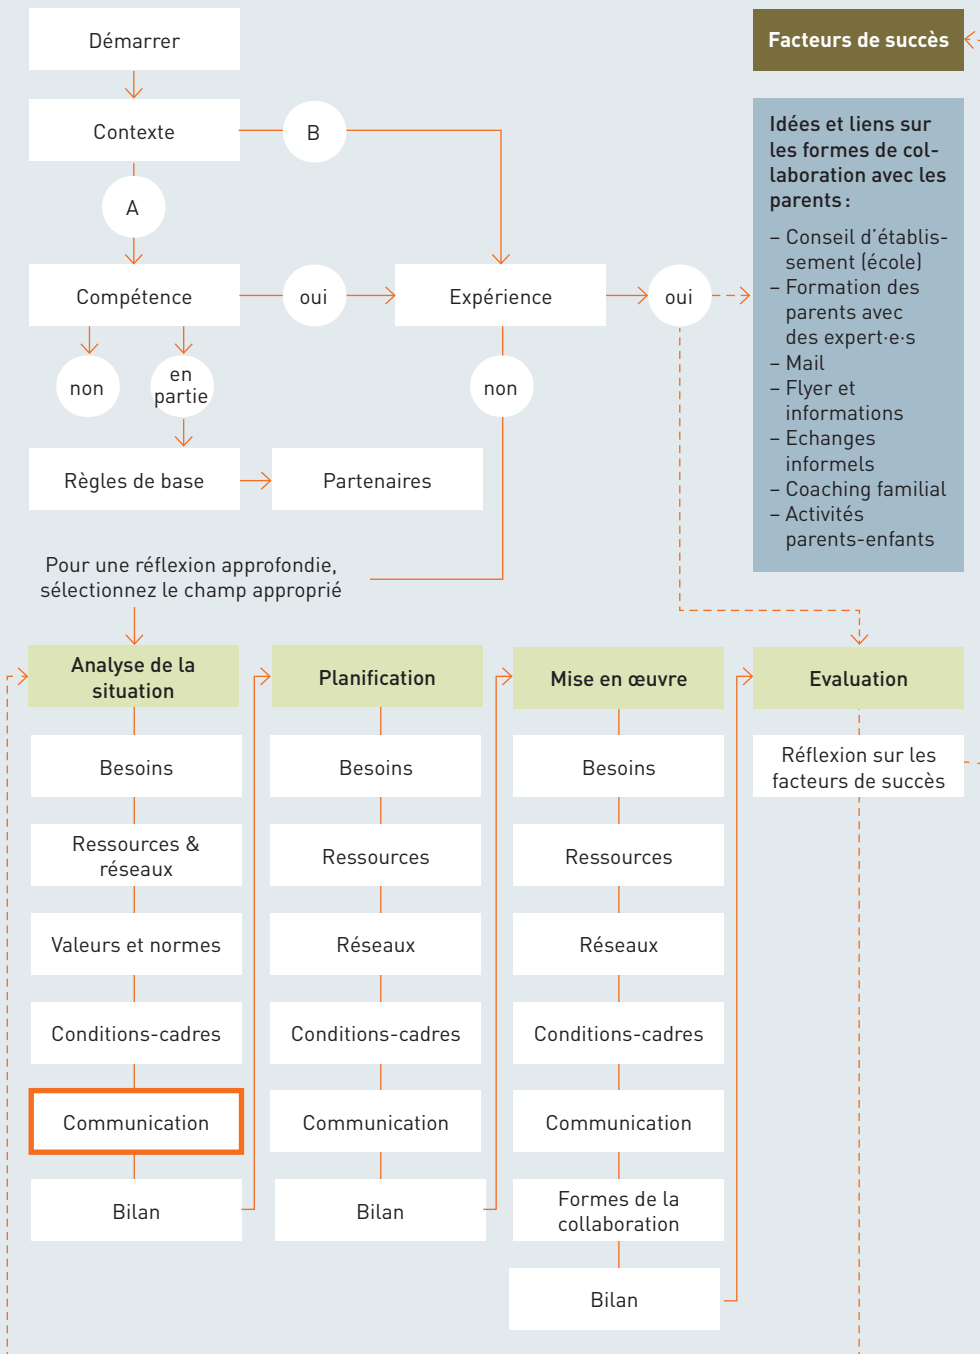 Démarrer
Facteurs de succès
Contexte
B
A
Idées et liens sur
les formes de col-
laboration avec les
parents :
– Conseil d'établis-
sement (école)
– Formation des
parents avec
des expert·e·s
– Mail
– Flyer et
informations
– Echanges
informels
– Coaching familial
– Activités
parents-enfants
Compétence
oui
Expérience
oui
non
en
partie
non
Règles de base
Partenaires
Pour une réflexion approfondie,
sélectionnez le champ approprié
Analyse de la
situation
Besoins
Ressources &
réseaux
Valeurs et normes
Conditions-cadres
Communication
Bilan
Planification
Besoins
Ressources
Réseaux
Conditions-cadres
Communication
Bilan
Mise en œuvre
Besoins
Ressources
Réseaux
Conditions-cadres
Communication
Formes de la
collaboration
Bilan
Evaluation
Réflexion sur les
facteurs de succès